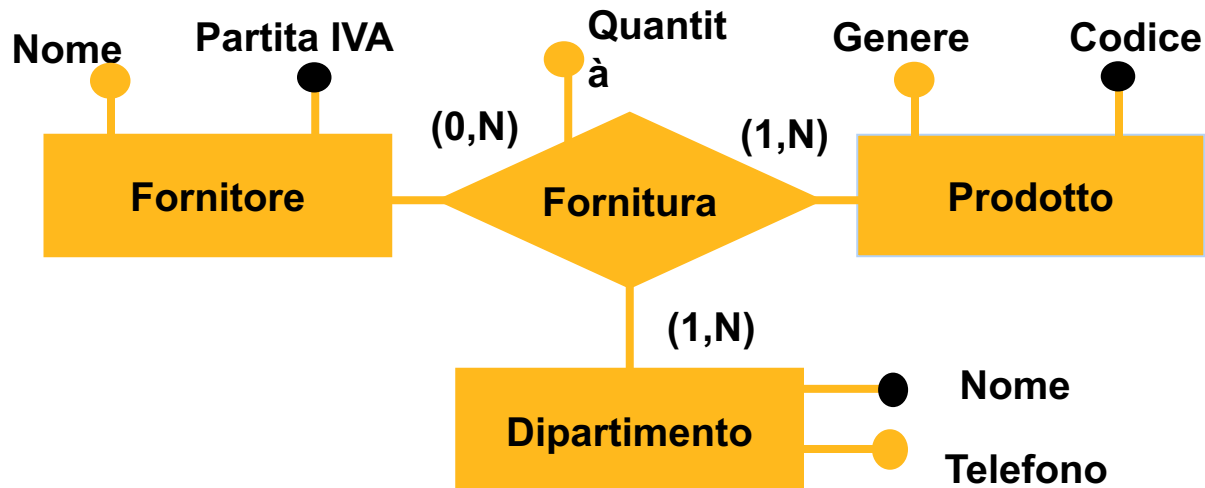 Nome
Partita IVA
Quantit
à
Genere
Codice
(0,N)
(1,N)
Fornitore
Fornitura
Prodotto
(1,N)
Dipartimento
Nome
Telefono